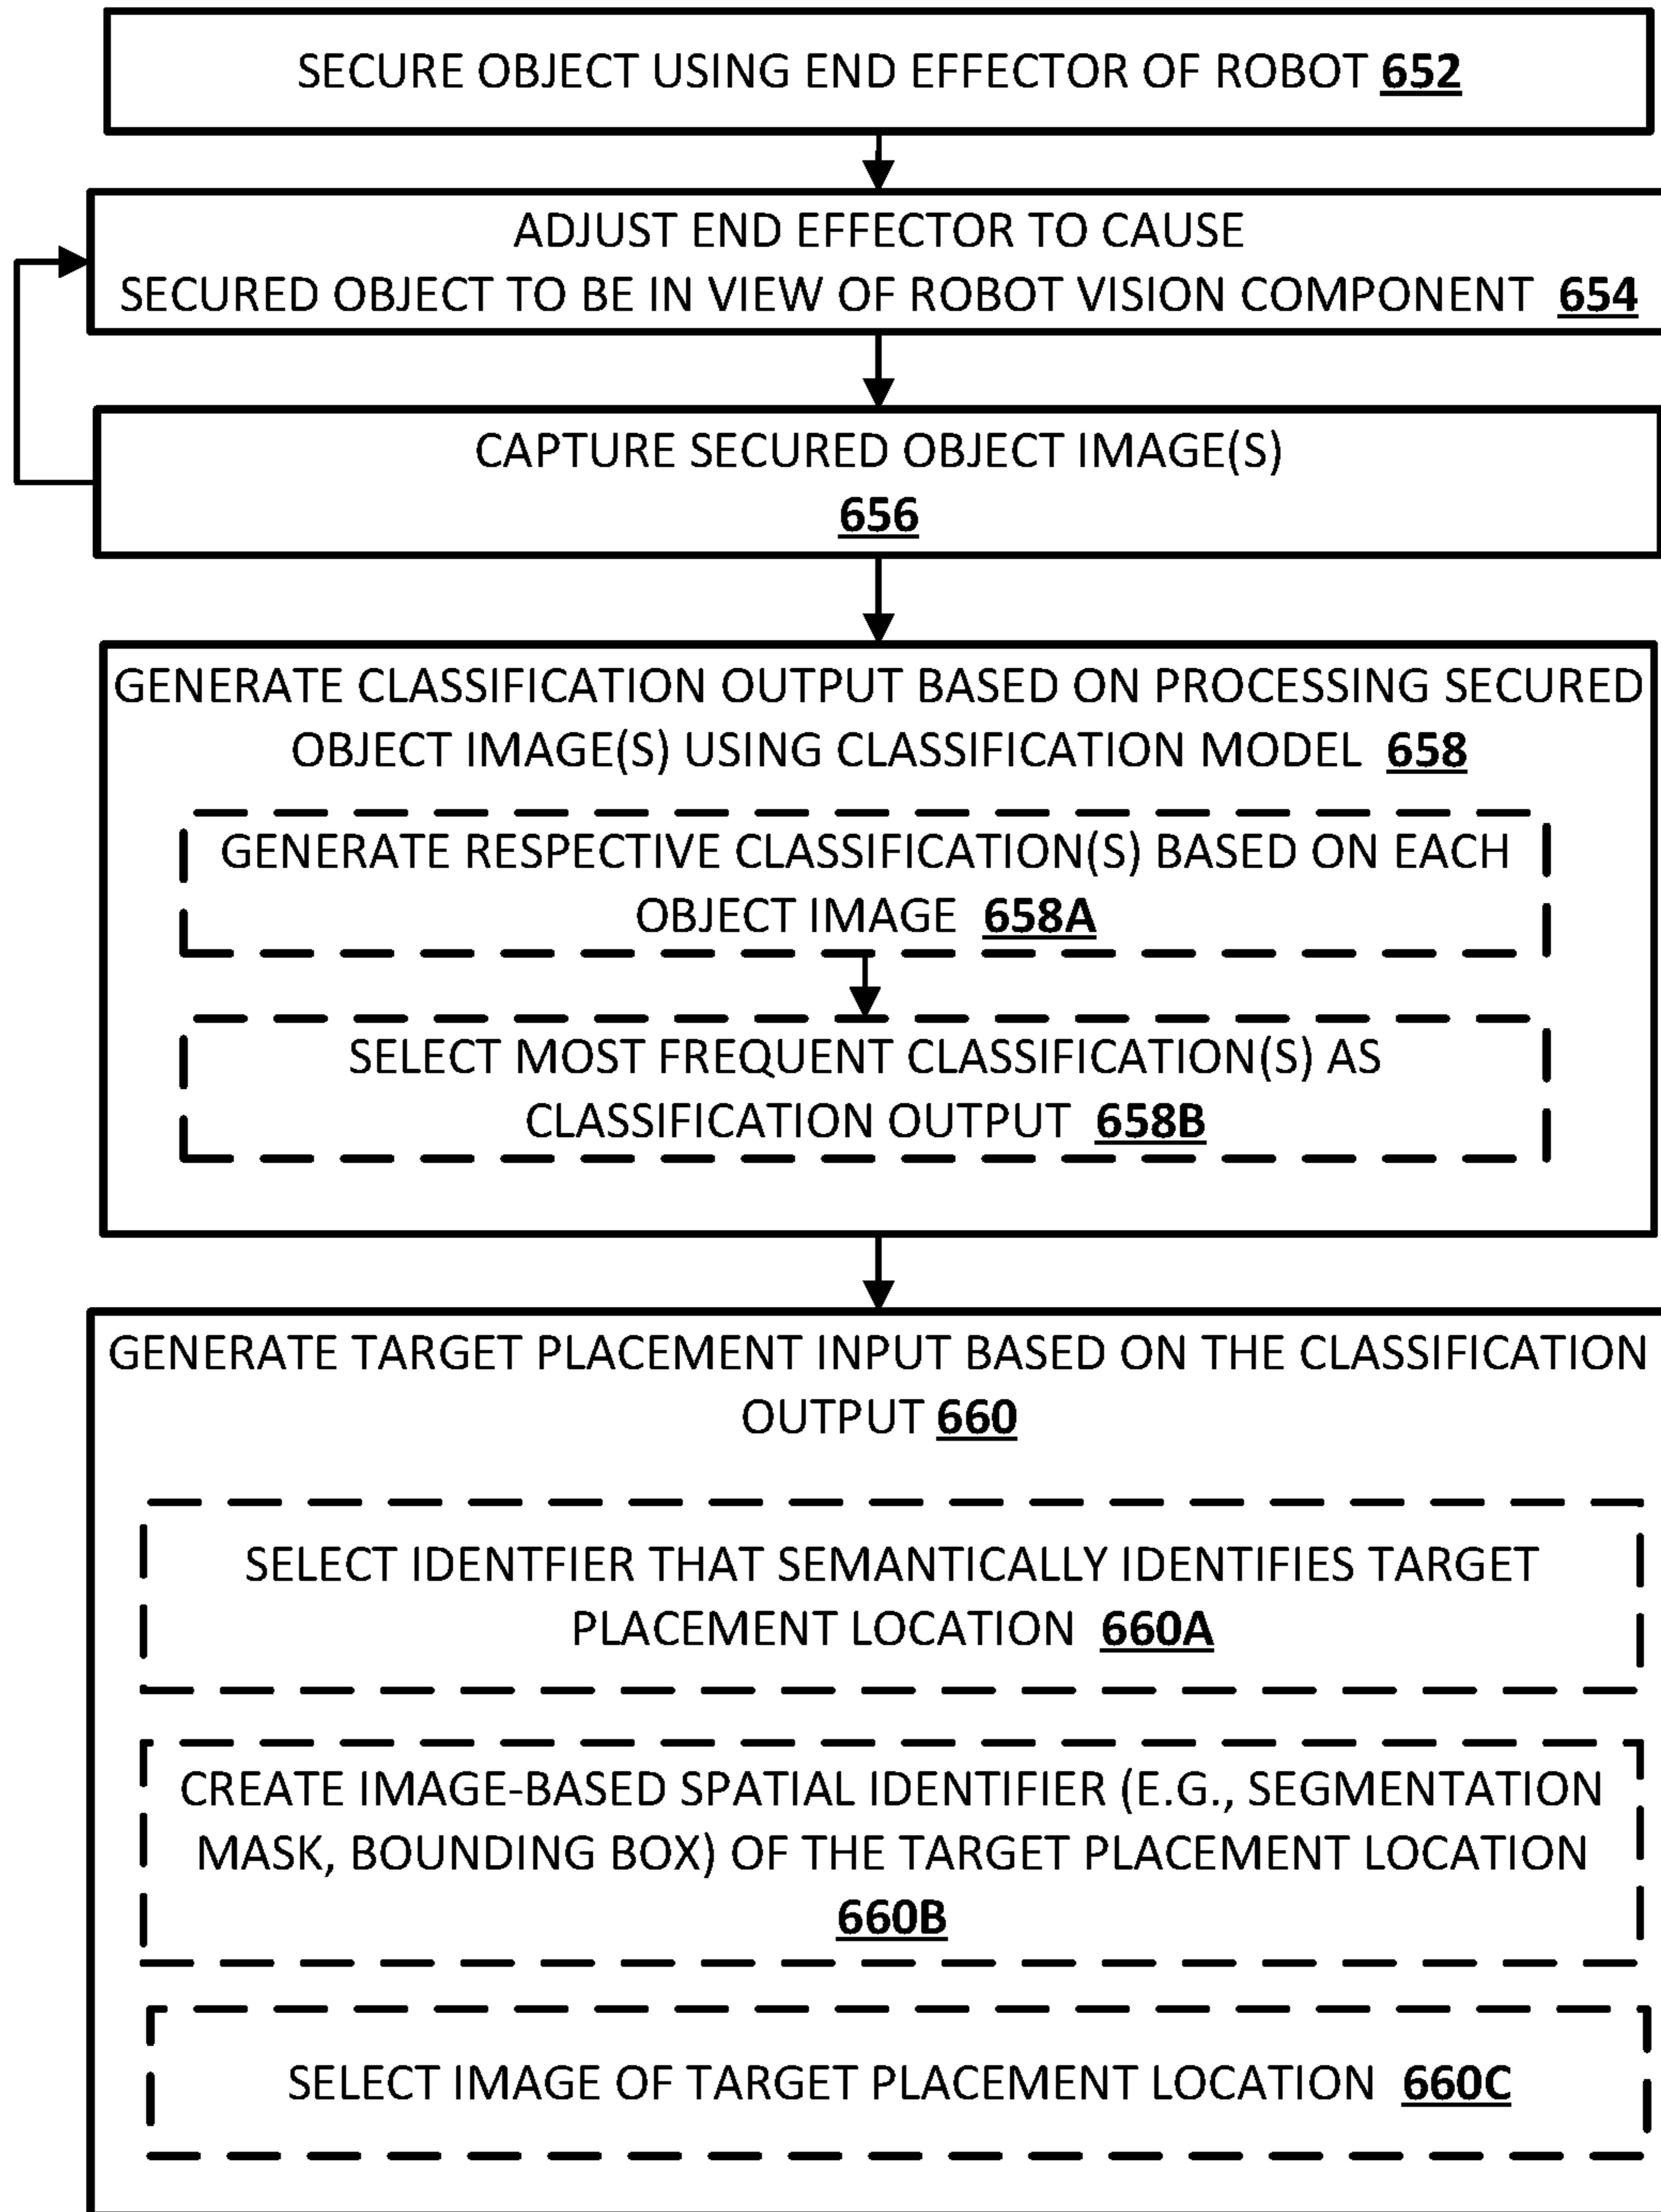 SECURE OBJECT USING END EFFECTOR OF ROBOT 652
ADJUST END EFFECTOR TO CAUSE
SECURED OBJECT TO BE IN VIEW OF ROBOT VISION COMPONENT 654
CAPTURE SECURED OBJECT IMAGE(S)
656
GENERATE CLASSIFICATION OUTPUT BASED ON PROCESSING SECURED
OBJECT IMAGE(S) USING CLASSIFICATION MODEL 658
GENERATE RESPECTIVE CLASSIFICATION(S) BASED ON EACH
OBJECT IMAGE 658A
SELECT MOST FREQUENT CLASSIFICATION(S) AS
CLASSIFICATION OUTPUT 658B
GENERATE TARGET PLACEMENT INPUT BASED ON THE CLASSIFICATION
OUTPUT 660
SELECT IDENTFIER THAT SEMANTICALLY IDENTIFIES TARGET
PLACEMENT LOCATION 660A
CREATE IMAGE-BASED SPATIAL IDENTIFIER (E.G., SEGMENTATION
MASK, BOUNDING BOX) OF THE TARGET PLACEMENT LOCATION
660B
SELECT IMAGE OF TARGET PLACEMENT LOCATION 660C